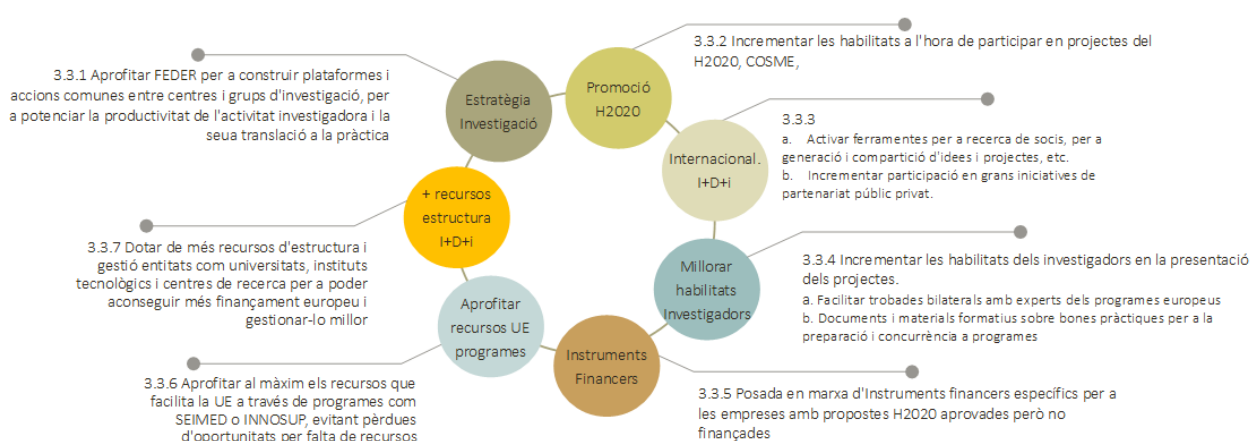 3.3.1 Aprofitar FEDER per a construir plataformes i
accions comunes entre centres i grups d'investigació, per
a potenciar la productivitat de l'activitat investigadora i la
seua translació a la pràctica
Estratègia
Investigació
Promoció
H2020
3.3.2 Incrementar les habilitats a l'hora de participar en projectes del
H2020, COSME,
Internacional.
I+D+i
3.3.3
a. Activar ferramentes per a recerca de socis, per a
generació i compartició d'idees i projectes, etc.
b. Incrementar participació en grans iniciatives de
partenariat públic privat.
+ recursos
estructura
I+D+i
3.3.7 Dotar de més recursos d'estructura i
gestió entitats com universitats, instituts
tecnològics i centres de recerca per a poder
aconseguir més finançament europeu i
gestionar-lo millor
Millorar
habilitats
Investigadors
3.3.4 Incrementar les habilitats dels investigadors en la presentació
dels projectes.
a. Facilitar trobades bilaterals amb experts dels programes europeus
b. Documents i materials formatius sobre bones pràctiques per a la
preparació i concurrència a programes
Aprofitar
recursos UE
programes
Instruments
Financers
3.3.6 Aprofitar al màxim els recursos que
facilita la UE a través de programes com
SEIMED o INNOSUP, evitant pèrdues
d'oportunitats per falta de recursos
3.3.5 Posada en marxa d'Instruments financers específics per a
les empreses amb propostes H2020 aprovades però no
finançades